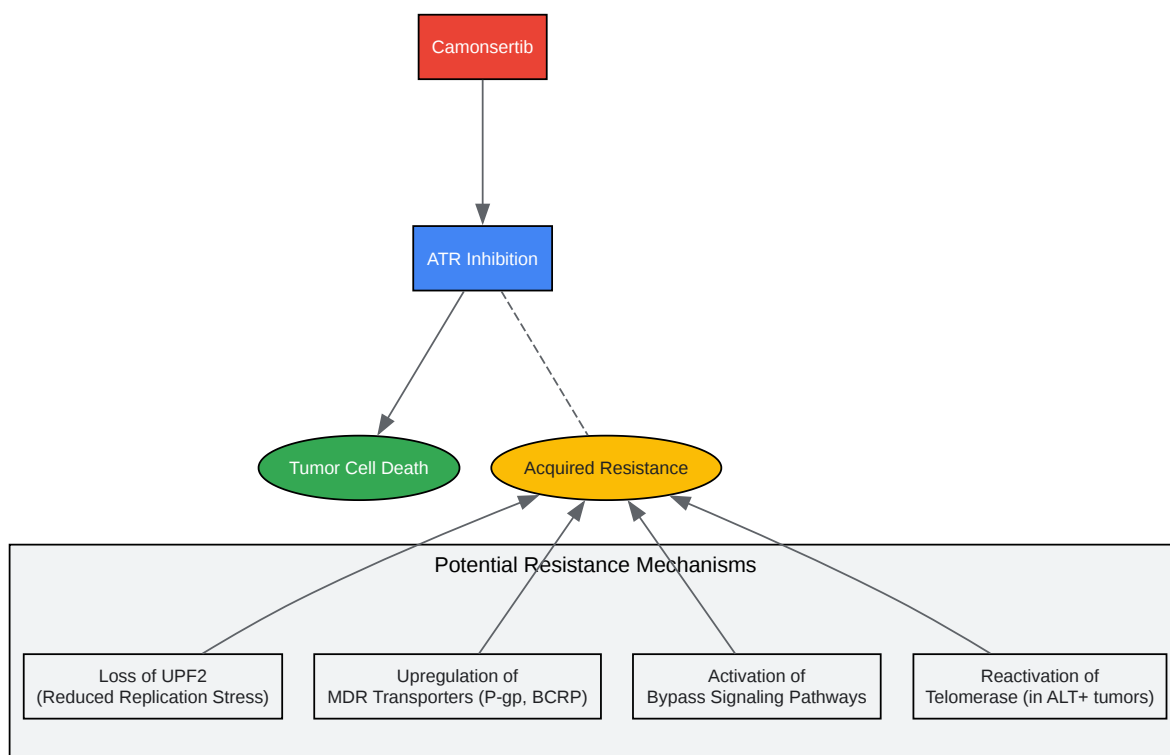 Camonsertib
ATR Inhibition
Tumor Cell Death
Acquired Resistance
Potential Resistance Mechanisms
Loss of UPF2
(Reduced Replication Stress)
Upregulation of
MDR Transporters (P-gp, BCRP)
Activation of
Bypass Signaling Pathways
Reactivation of
Telomerase (in ALT+ tumors)